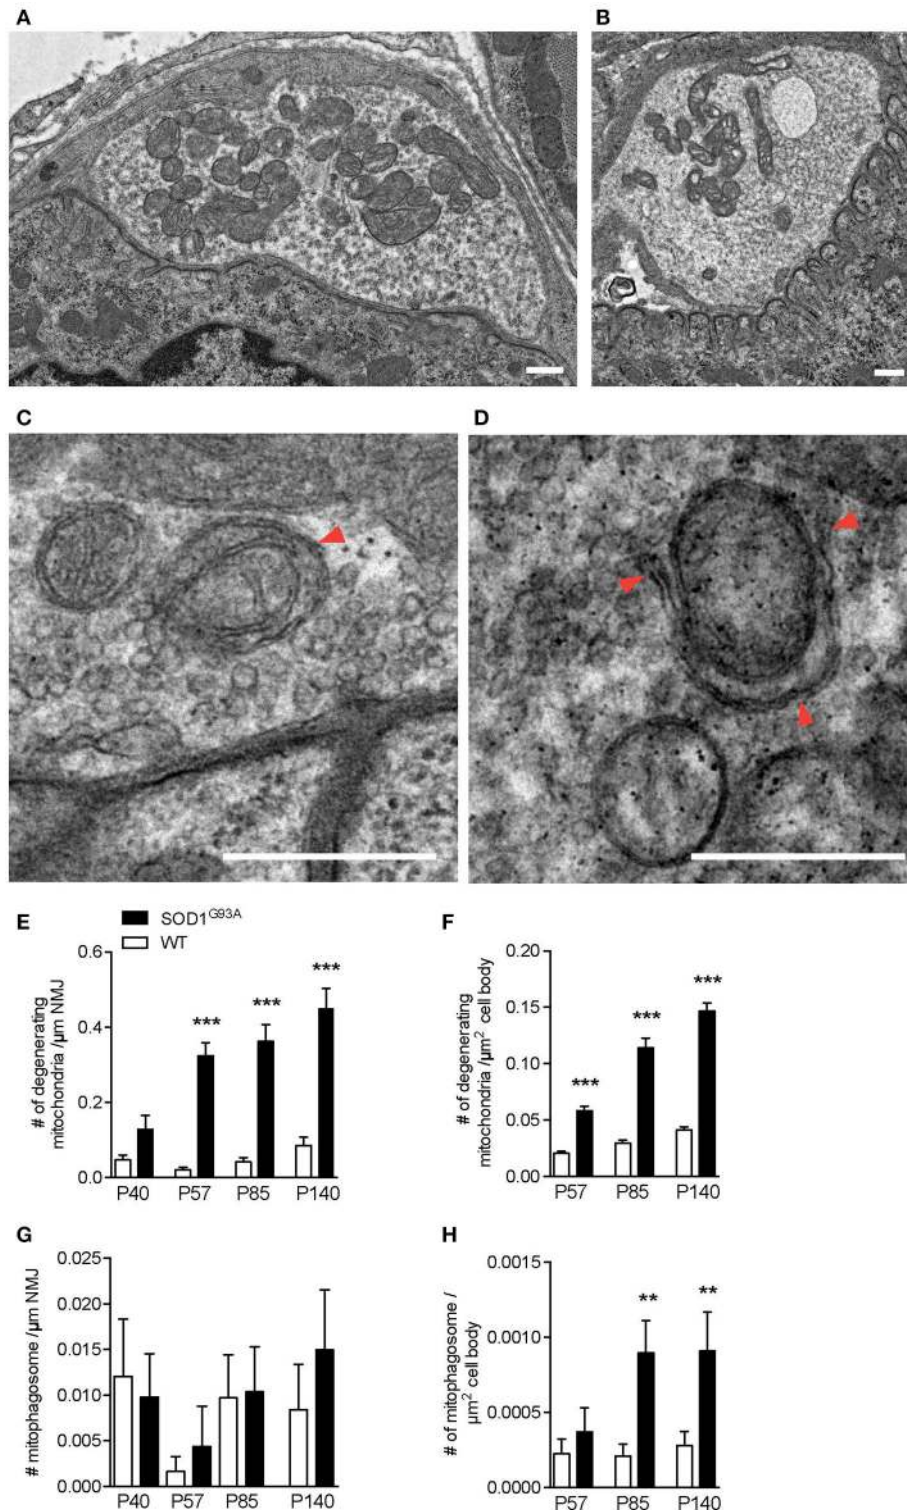 A
B
C
D
E
SOD1G93A
WT
# of degenerating
mitochondria /µm NMJ
0.6
0.4
0.2
0.0
***
***
***
P40
P57
P85
P140
F
# of degenerating
mitochondria /µm2 cell body
0.20
0.15
0.10
0.05
0.00
***
***
***
P57
P85
P140
G
# mitophagosome /µm NMJ
0.025
0.020
0.015
0.010
0.005
0.000
P40
P57
P85
P140
H
# of mitophagosome /
µm2 cell body
0.0015
0.0010
0.0005
0.0000
**
**
P57
P85
P140